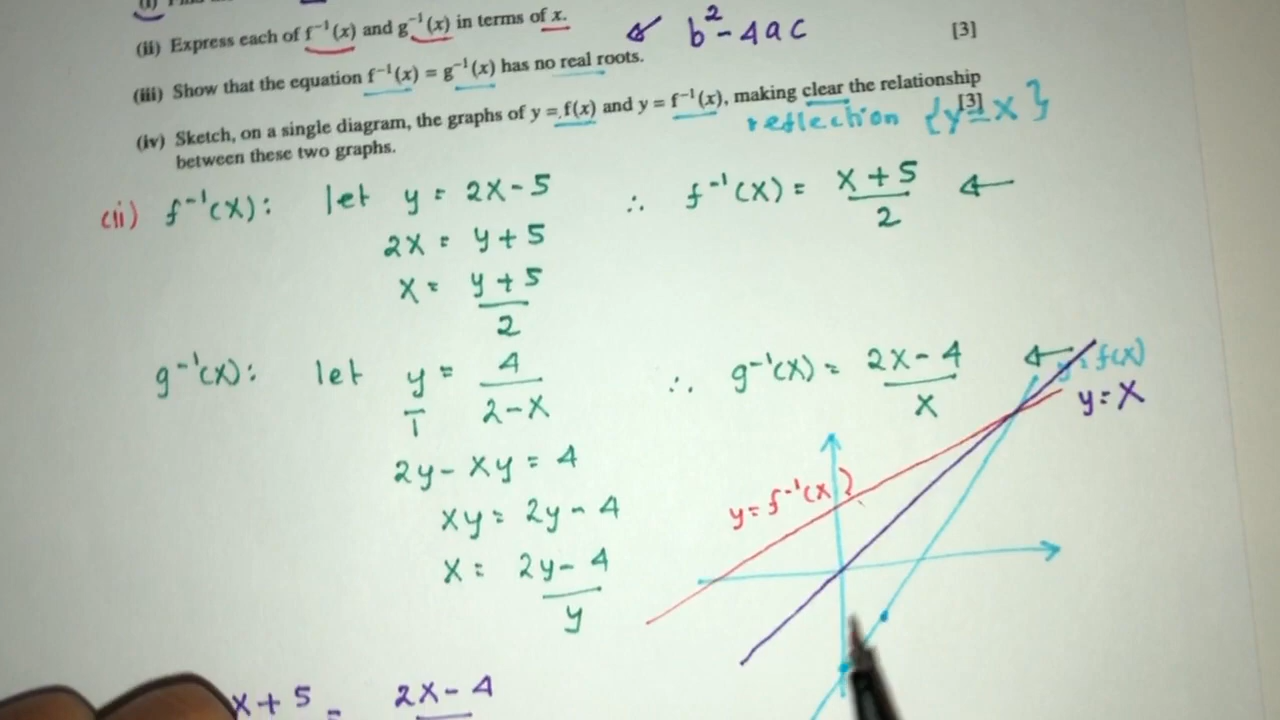 (i)
(ii) Express each of f⁻¹(x) and g⁻¹(x) in terms of x.
[3]
b² - 4ac
(iii) Show that the equation f⁻¹(x) = g⁻¹(x) has no real roots.
[3]
(iv) Sketch, on a single diagram, the graphs of y = f(x) and y = f⁻¹(x), making clear the relationship
between these two graphs.
reflection {y = x}
(ii) f⁻¹(x): let y = 2x - 5
2x = y + 5
x = y + 5 / 2
∴ f⁻¹(x) = x + 5 / 2
g⁻¹(x): let y / 1 = 4 / 2 - x
2y - xy = 4
xy = 2y - 4
x = 2y - 4 / y
∴ g⁻¹(x) = 2x - 4 / x
y = f(x)
y = x
y = f⁻¹(x)
x + 5 = 2x - 4